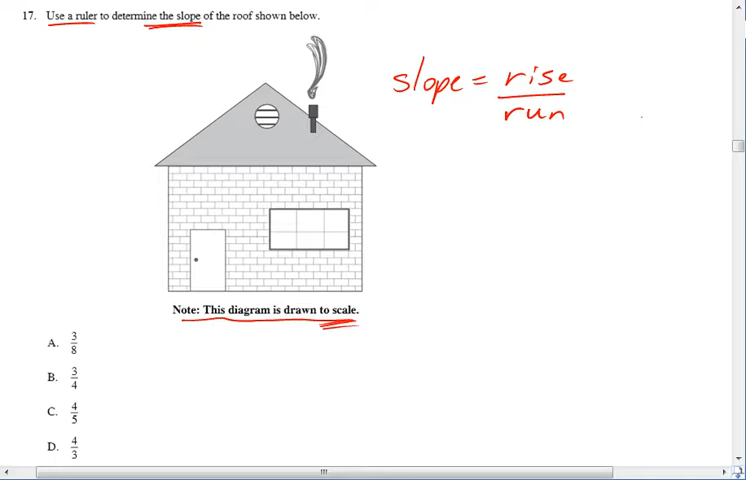 17. Use a ruler to determine the slope of the roof shown below.
slope = rise
run
Note: This diagram is drawn to scale.
A. 3/8
B. 3/4
C. 4/5
D. 4/3